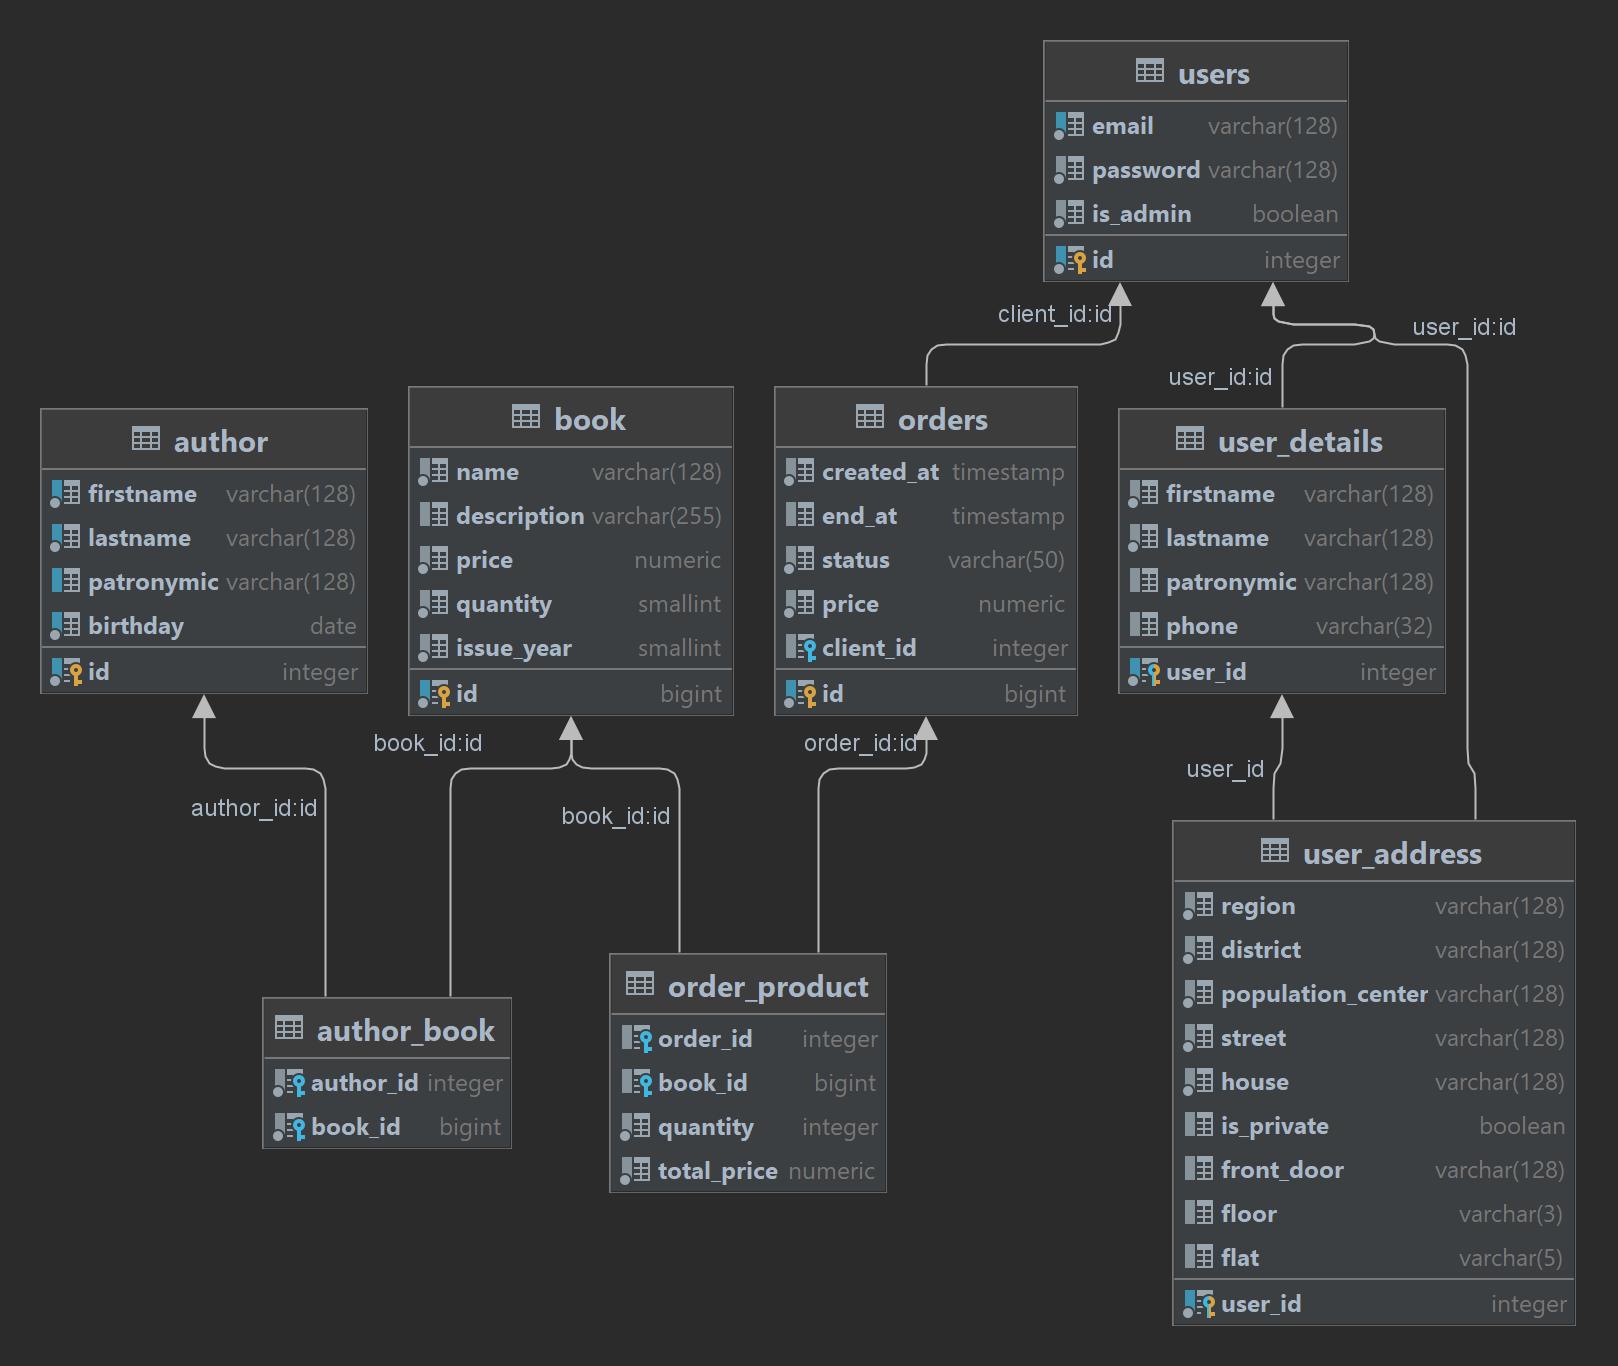 users
email varchar(128)
password varchar(128)
is_admin boolean
id integer
client_id:id
user_id:id
user_id:id
author
firstname varchar(128)
lastname varchar(128)
patronymic varchar(128)
birthday date
id integer
book
name varchar(128)
description varchar(255)
price numeric
quantity smallint
issue_year smallint
id bigint
orders
created_at timestamp
end_at timestamp
status varchar(50)
price numeric
client_id integer
id bigint
user_details
firstname varchar(128)
lastname varchar(128)
patronymic varchar(128)
phone varchar(32)
user_id integer
author_id:id
book_id:id
book_id:id
order_id:id
user_id
author_book
author_id integer
book_id bigint
order_product
order_id integer
book_id bigint
quantity integer
total_price numeric
user_address
region varchar(128)
district varchar(128)
population_center varchar(128)
street varchar(128)
house varchar(128)
is_private boolean
front_door varchar(128)
floor varchar(3)
flat varchar(5)
user_id integer